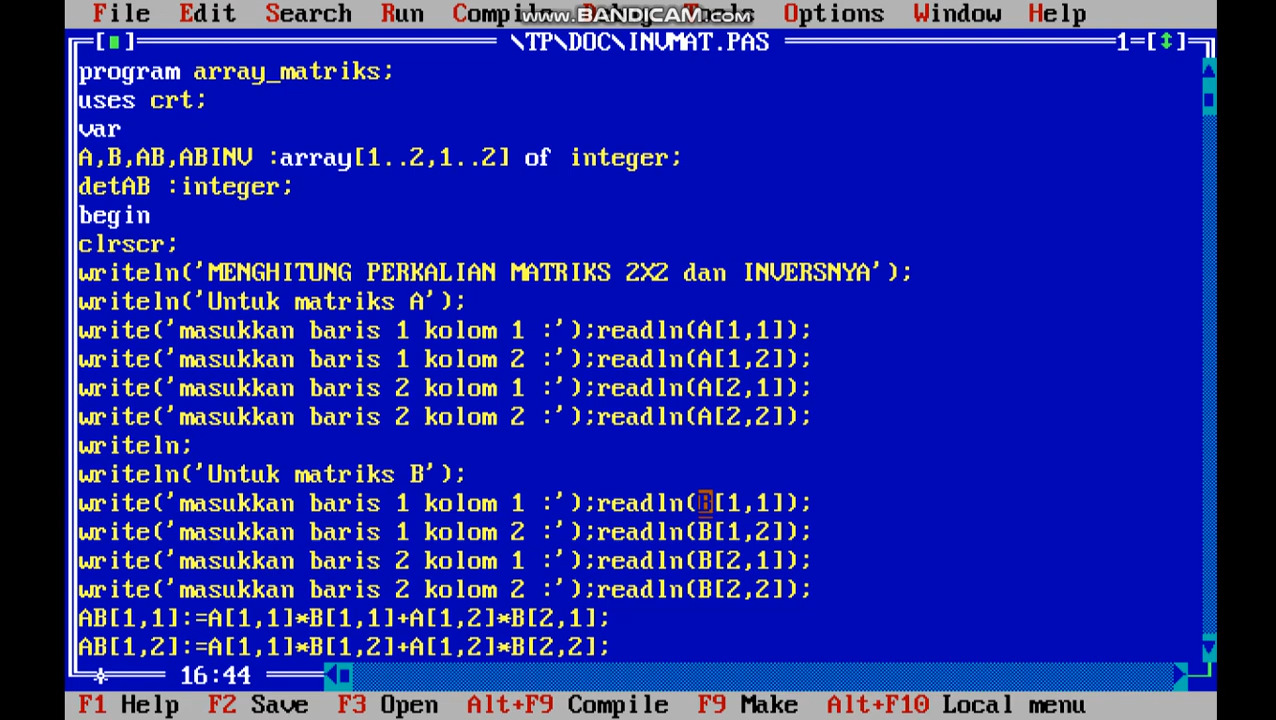 File Edit Search Run Compile Debug Tools Options Window Help
www.BANDICAM.com
[■] \TP\DOC\INVMAT.PAS 1=[↕]
program array_matriks;
uses crt;
var
A,B,AB,ABINV :array[1..2,1..2] of integer;
detAB :integer;
begin
clrscr;
writeln('MENGHITUNG PERKALIAN MATRIKS 2X2 dan INVERSNYA');
writeln('Untuk matriks A');
write('masukkan baris 1 kolom 1 :');readln(A[1,1]);
write('masukkan baris 1 kolom 2 :');readln(A[1,2]);
write('masukkan baris 2 kolom 1 :');readln(A[2,1]);
write('masukkan baris 2 kolom 2 :');readln(A[2,2]);
writeln;
writeln('Untuk matriks B');
write('masukkan baris 1 kolom 1 :');readln(B[1,1]);
write('masukkan baris 1 kolom 2 :');readln(B[1,2]);
write('masukkan baris 2 kolom 1 :');readln(B[2,1]);
write('masukkan baris 2 kolom 2 :');readln(B[2,2]);
AB[1,1]:=A[1,1]*B[1,1]+A[1,2]*B[2,1];
AB[1,2]:=A[1,1]*B[1,2]+A[1,2]*B[2,2];
16:44
F1 Help F2 Save F3 Open Alt+F9 Compile F9 Make Alt+F10 Local menu